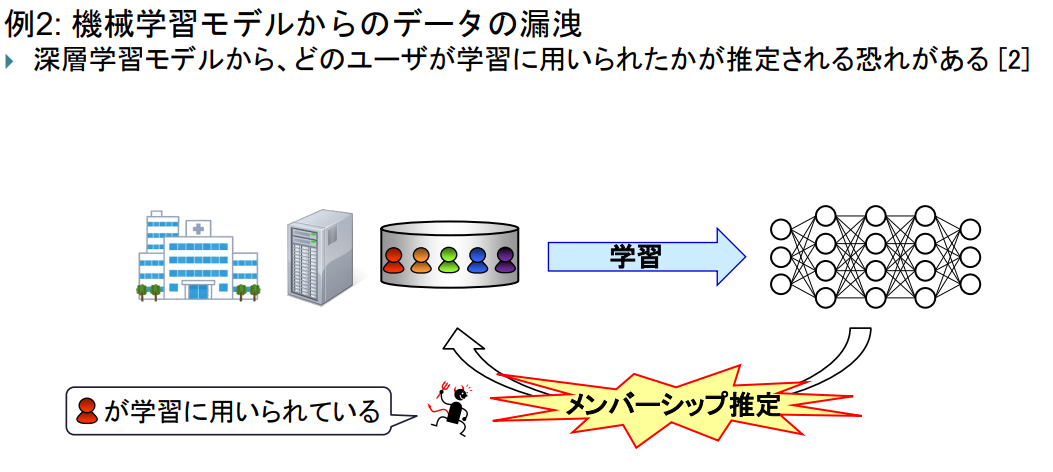 例2: 機械学習モデルからのデータの漏洩
深層学習モデルから、どのユーザが学習に用いられたかが推定される恐れがある [2]
学習
メンバーシップ推定
が学習に用いられている